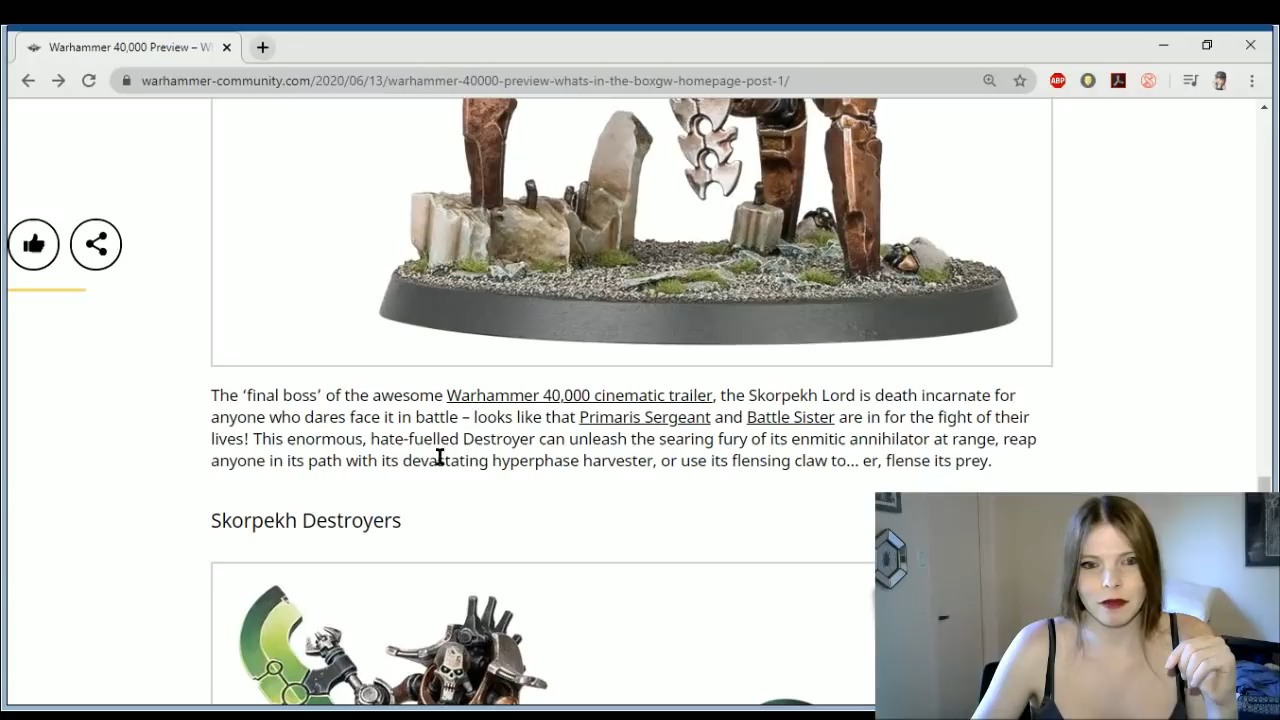 Warhammer 40,000 Preview – W
warhammer-community.com/2020/06/13/warhammer-40000-preview-whats-in-the-boxgw-homepage-post-1/
ABP
The ‘final boss’ of the awesome Warhammer 40,000 cinematic trailer, the Skorpekh Lord is death incarnate for
anyone who dares face it in battle – looks like that Primaris Sergeant and Battle Sister are in for the fight of their
lives! This enormous, hate-fuelled Destroyer can unleash the searing fury of its enmitic annihilator at range, reap
anyone in its path with its devastating hyperphase harvester, or use its flensing claw to... er, flense its prey.
Skorpekh Destroyers